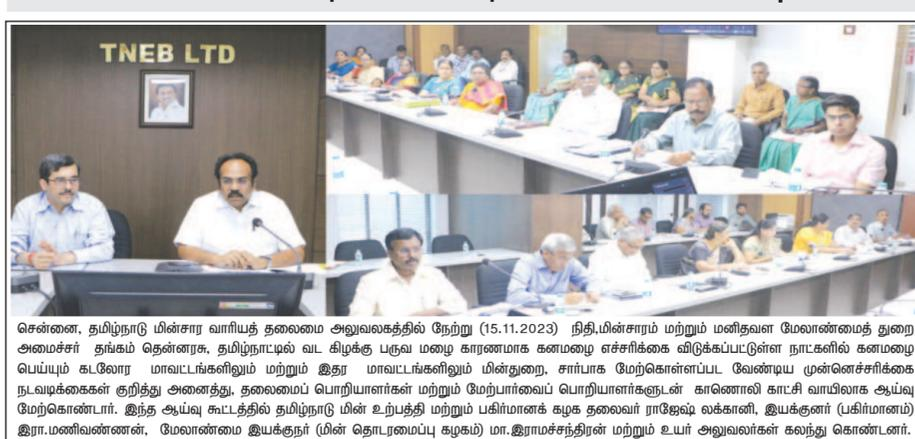 TNEB LTD
சென்னை, தமிழ்நாடு மின்சார வாரியத் தலைமை அலுவலகத்தில் நேற்று (15.11.2023) நிதி,மின்சாரம் மற்றும் மனிதவள மேலாண்மைத் துறை
அமைச்சர் தங்கம் தென்னரசு, தமிழ்நாட்டில் வட கிழக்கு பருவ மழை காரணமாக கனமழை எச்சரிக்கை விடுக்கப்பட்டுள்ள நாட்களில் கனமழை
பெய்யும் கடலோர மாவட்டங்களிலும் மற்றும் இதர மாவட்டங்களிலும் மின்துறை, சார்பாக மேற்கொள்ளப்பட வேண்டிய முன்னெச்சரிக்கை
நடவடிக்கைகள் குறித்து அனைத்து, தலைமைப் பொறியாளர்கள் மற்றும் மேற்பார்வைப் பொறியாளர்களுடன் காணொலி காட்சி வாயிலாக ஆய்வு
மேற்கொண்டார். இந்த ஆய்வு கூட்டத்தில் தமிழ்நாடு மின் உற்பத்தி மற்றும் பகிர்மானக் கழக தலைவர் ராஜேஷ் லக்கானி, இயக்குனர் (பகிர்மானம்)
இரா.மணிவண்ணன், மேலாண்மை இயக்குநர் (மின் தொடரமைப்பு கழகம்) மா.இராமச்சந்திரன் மற்றும் உயர் அலுவலர்கள் கலந்து கொண்டனர்.